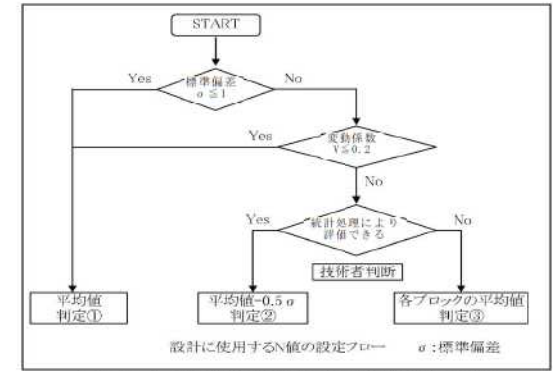 START
Yes
標準偏差
σ≦1
No
Yes
変動係数
V≦0.2
No
Yes
統計処理により
評価できる
No
技術者判断
平均値
判定①
平均値-0.5σ
判定②
各ブロックの平均値
判定③
設計に使用するN値の設定フロー
σ:標準偏差